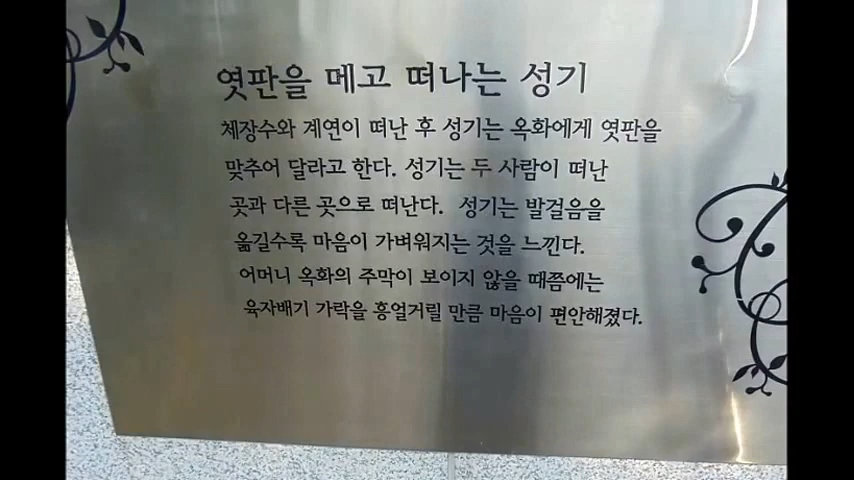 엿판을 메고 떠나는 성기
체장수와 계연이 떠난 후 성기는 옥화에게 엿판을
맞추어 달라고 한다. 성기는 두 사람이 떠난
곳과 다른 곳으로 떠난다. 성기는 발걸음을
옮길수록 마음이 가벼워지는 것을 느낀다.
어머니 옥화의 주막이 보이지 않을 때쯤에는
육자배기 가락을 흥얼거릴 만큼 마음이 편안해졌다.